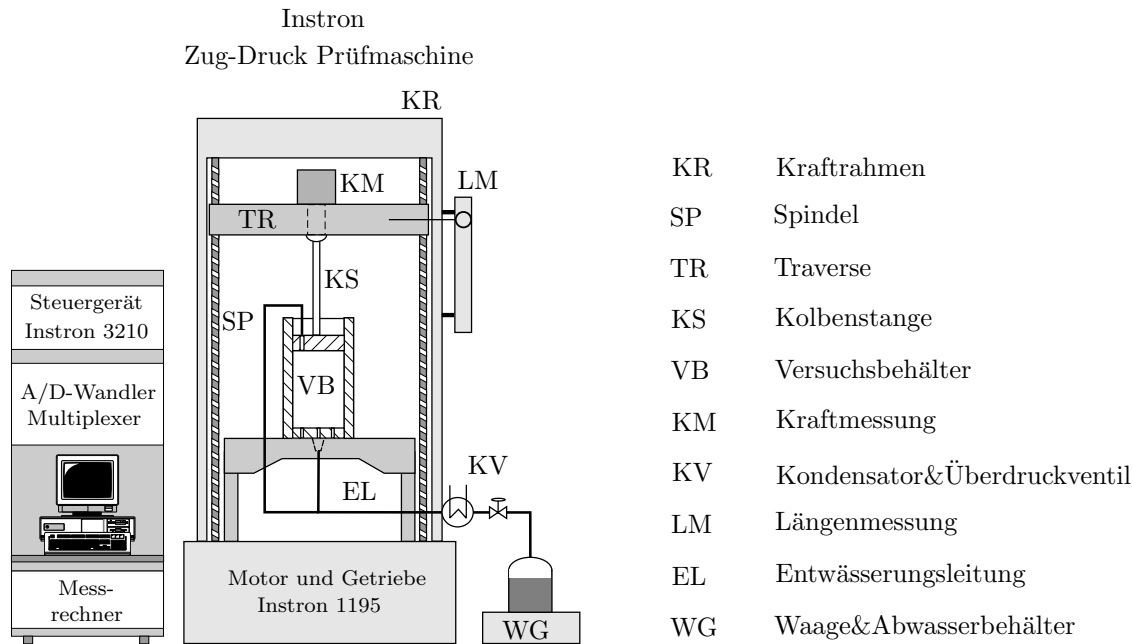 Instron
Zug-Druck Prüfmaschine
KR
KM
LM
TR
KS
SP
VB
KV
EL
Steuergerät
Instron 3210
A/D-Wandler
Multiplexer
Mess-
rechner
Motor und Getriebe
Instron 1195
WG
KR Kraftrahmen
SP Spindel
TR Traverse
KS Kolbenstange
VB Versuchsbehälter
KM Kraftmessung
KV Kondensator&Überdruckventil
LM Längenmessung
EL Entwässerungsleitung
WG Waage&Abwasserbehälter